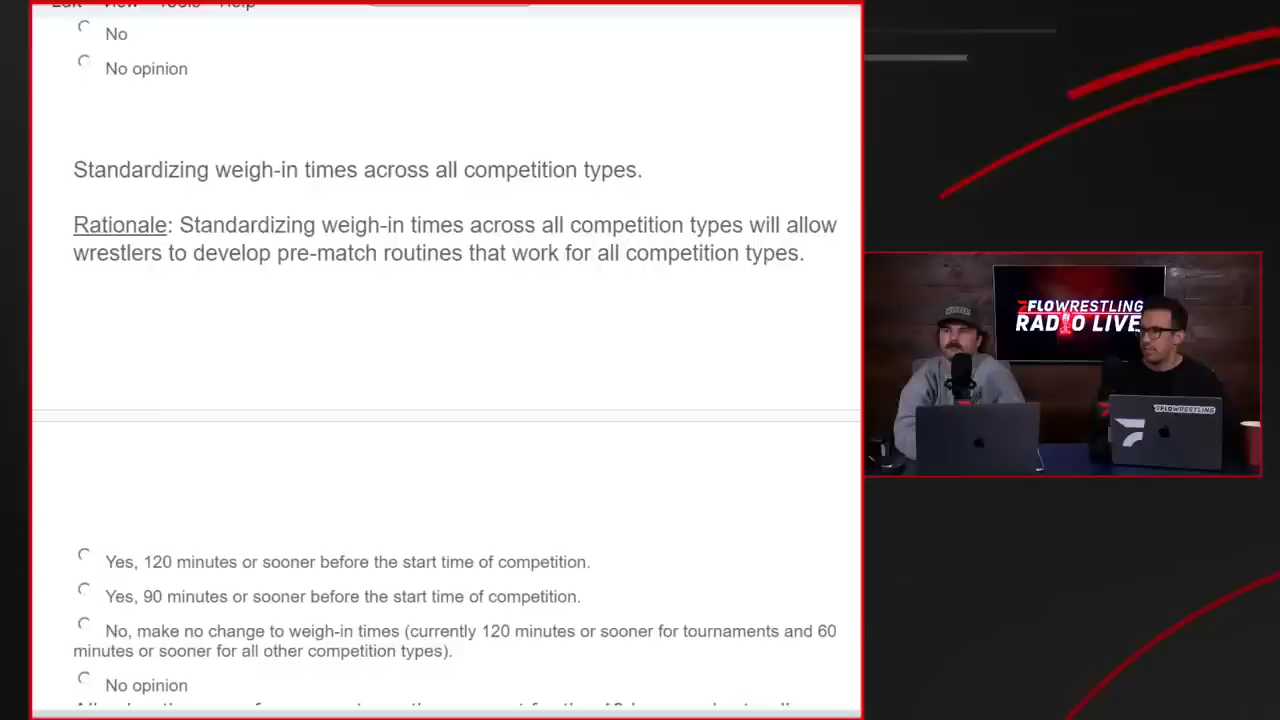 No
No opinion
Standardizing weigh-in times across all competition types.
Rationale: Standardizing weigh-in times across all competition types will allow
wrestlers to develop pre-match routines that work for all competition types.
FLOWRESTLING
RADIO LIVE
FLOWRESTLING
Yes, 120 minutes or sooner before the start time of competition.
Yes, 90 minutes or sooner before the start time of competition.
No, make no change to weigh-in times (currently 120 minutes or sooner for tournaments and 60
minutes or sooner for all other competition types).
No opinion